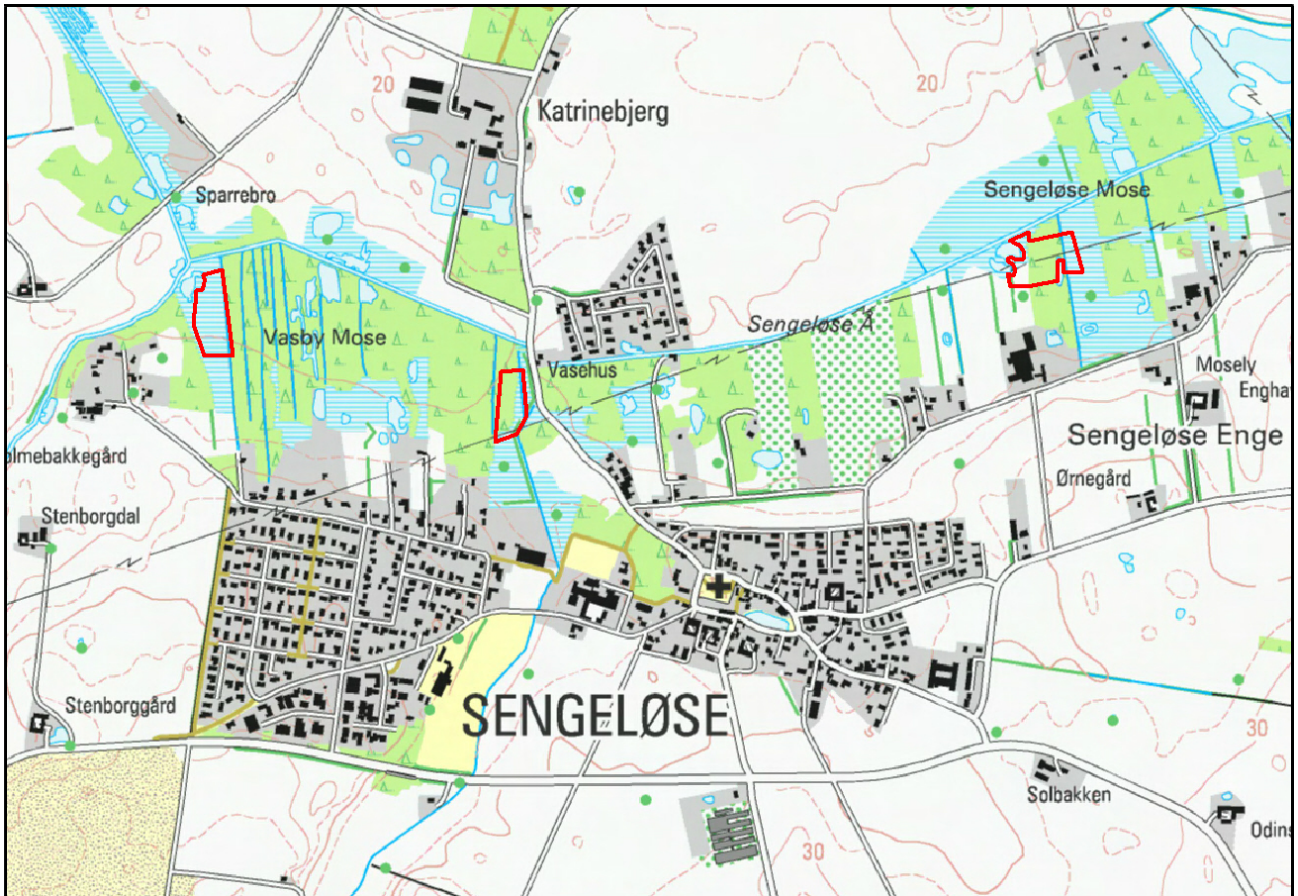 20
20
Katrinebjerg
Sengeløse Mose
Sparrebro
Sengeløse Å
Vasby Mose
Vasehus
Mosely
Engha
Sengeløse Enge
olmebakkegård
Ørnegård
Stenborgdal
Stenborggård
SENGELØSE
30
Solbakken
Odins
30